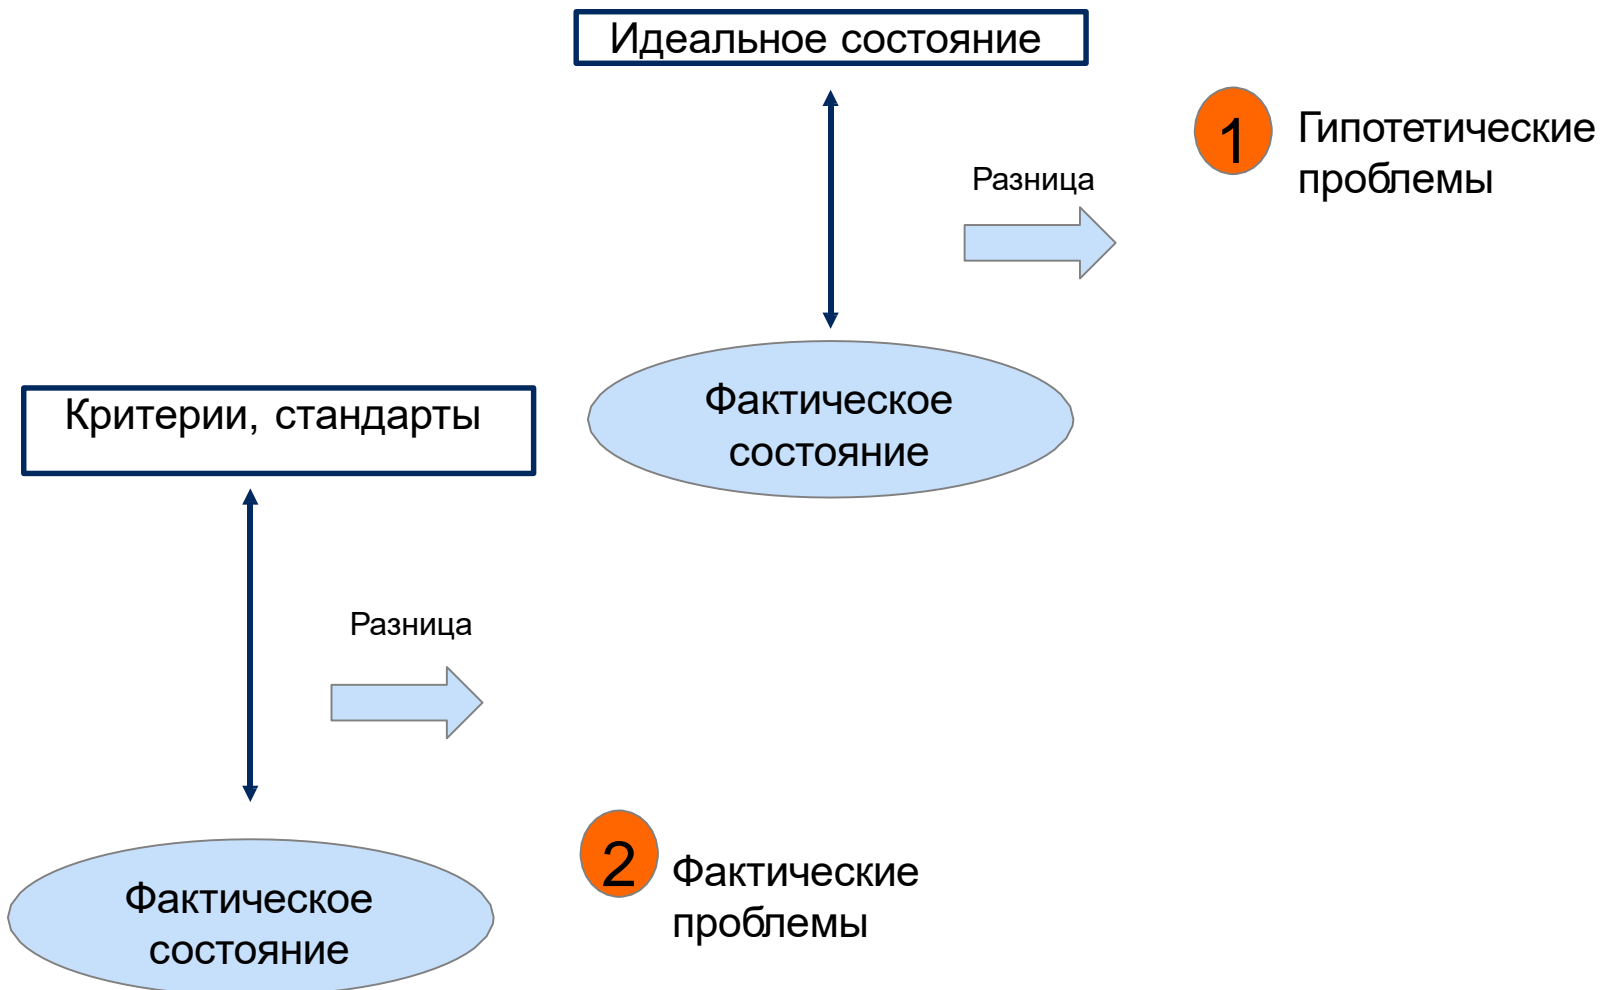 Идеальное состояние
1
Гипотетические
проблемы
Разница
Фактическое
состояние
Критерии, стандарты
Разница
2
Фактические
проблемы
Фактическое
состояние